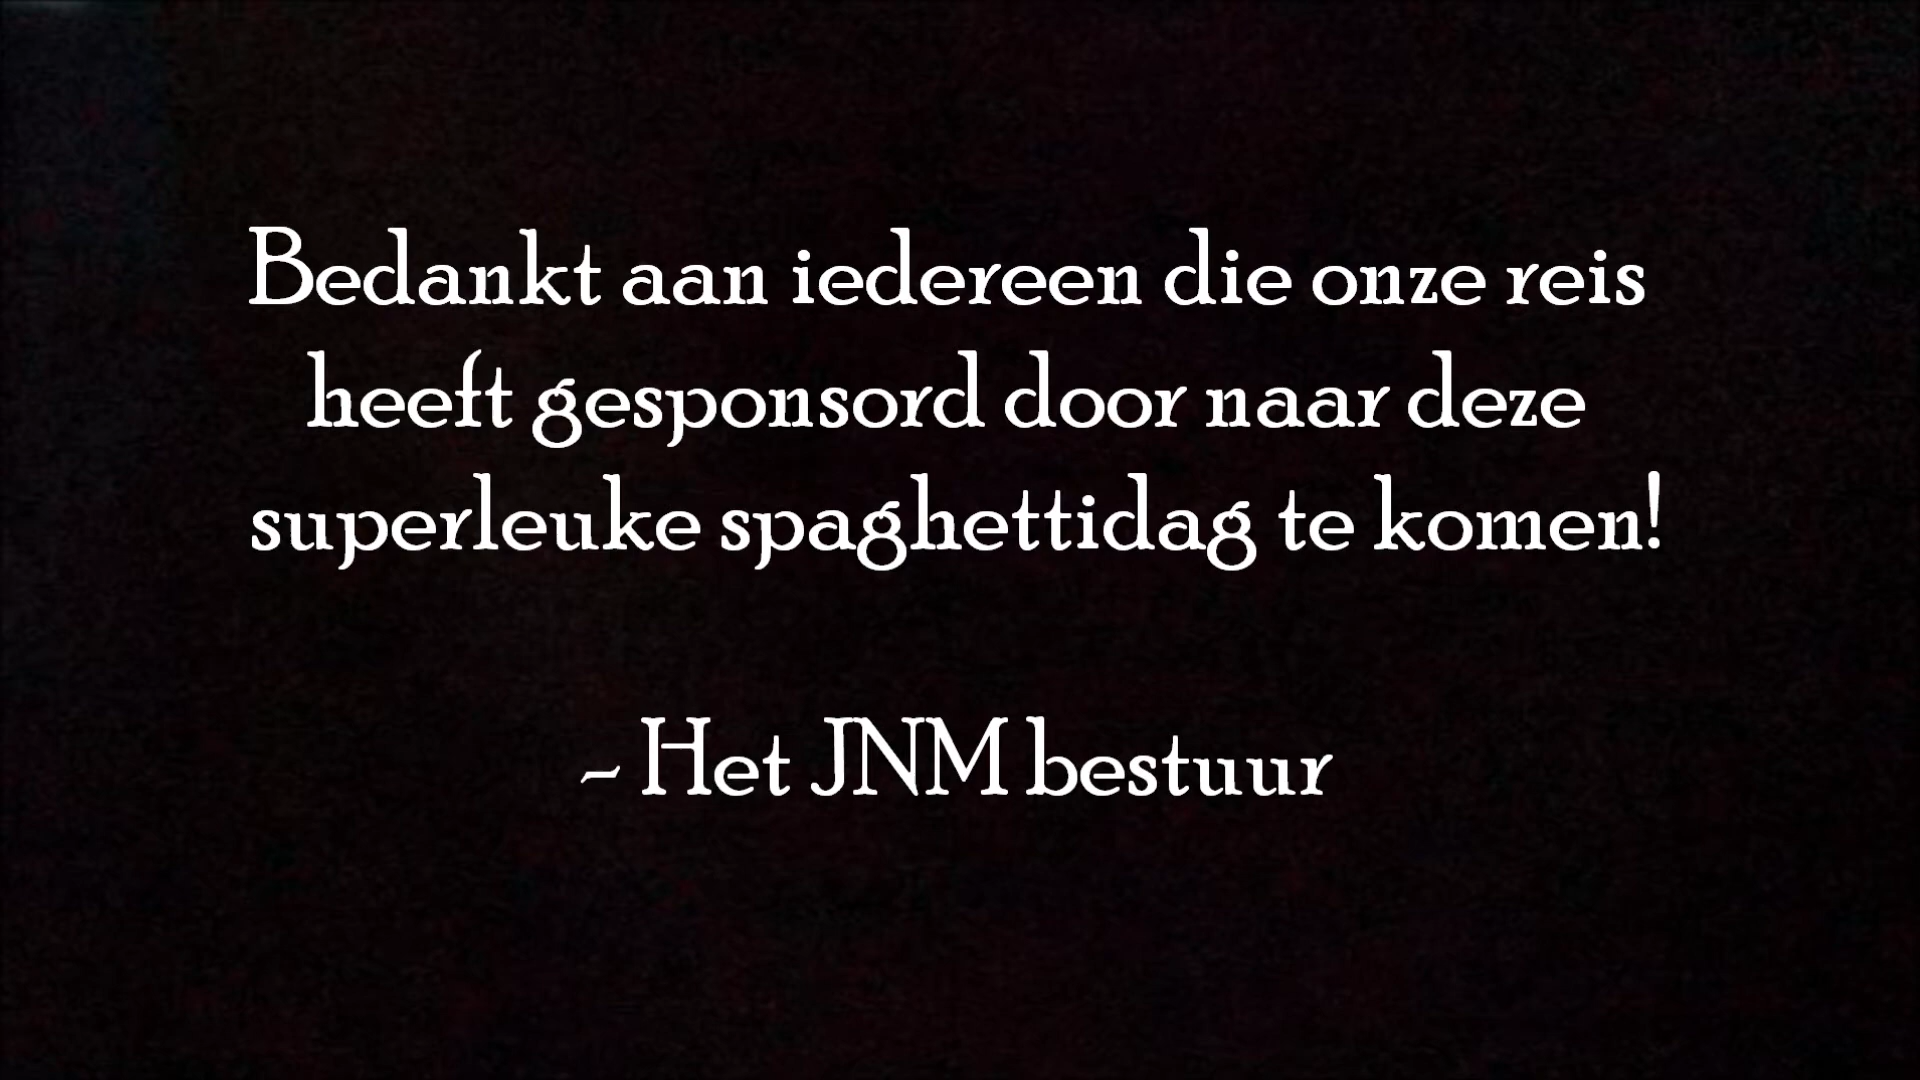 Bedankt aan iedereen die onze reis
heeft gesponsord door naar deze
superleuke spaghettidag te komen!
- Het JNM bestuur